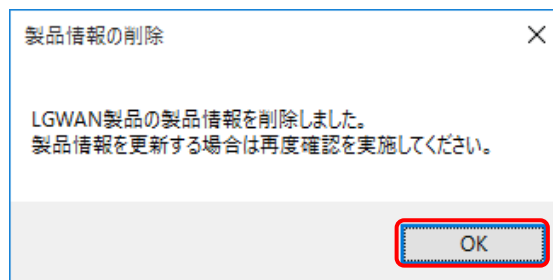 製品情報の削除
LGWAN製品の製品情報を削除しました。
製品情報を更新する場合は再度確認を実施してください。
OK